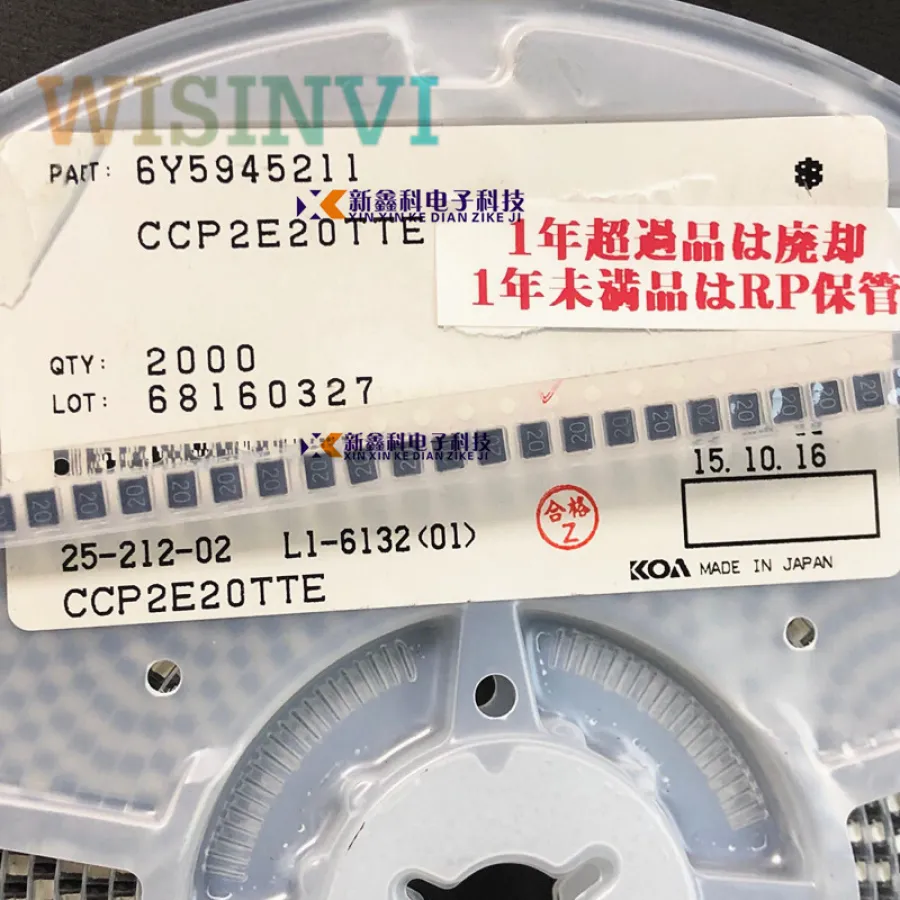 WISINVI
PART: 6Y5945211
新鑫科电子科技
XIN XIN KE DIAN ZI KE JI
CCP2E20TTE
1年超過品は廃却
1年未満品はRP保管
QTY: 2000
LOT: 68160327
20 20 20 20 20 20 20 20 20 20 20 20 20 20 20 20 20
新鑫科电子科技
XIN XIN KE DIAN ZI KE JI
15.10.16
合格
Z
25-212-02 L1-6132(01)
CCP2E20TTE
KOA MADE IN JAPAN